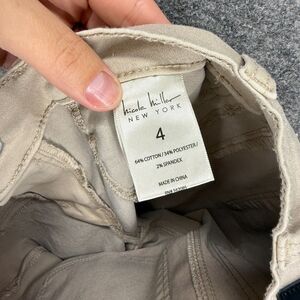 nicole miller
NEW YORK
4
64% COTTON / 34% POLYESTER /
2% SPANDEX
MADE IN CHINA